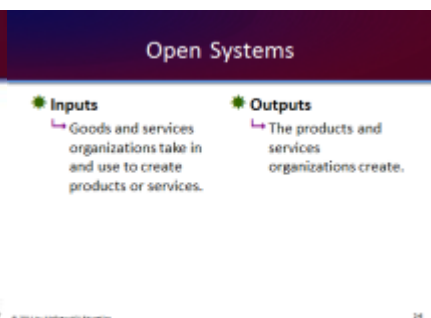 Open Systems
Inputs
Goods and services
organizations take in
and use to create
products or services.
Outputs
The products and
services
organizations create.